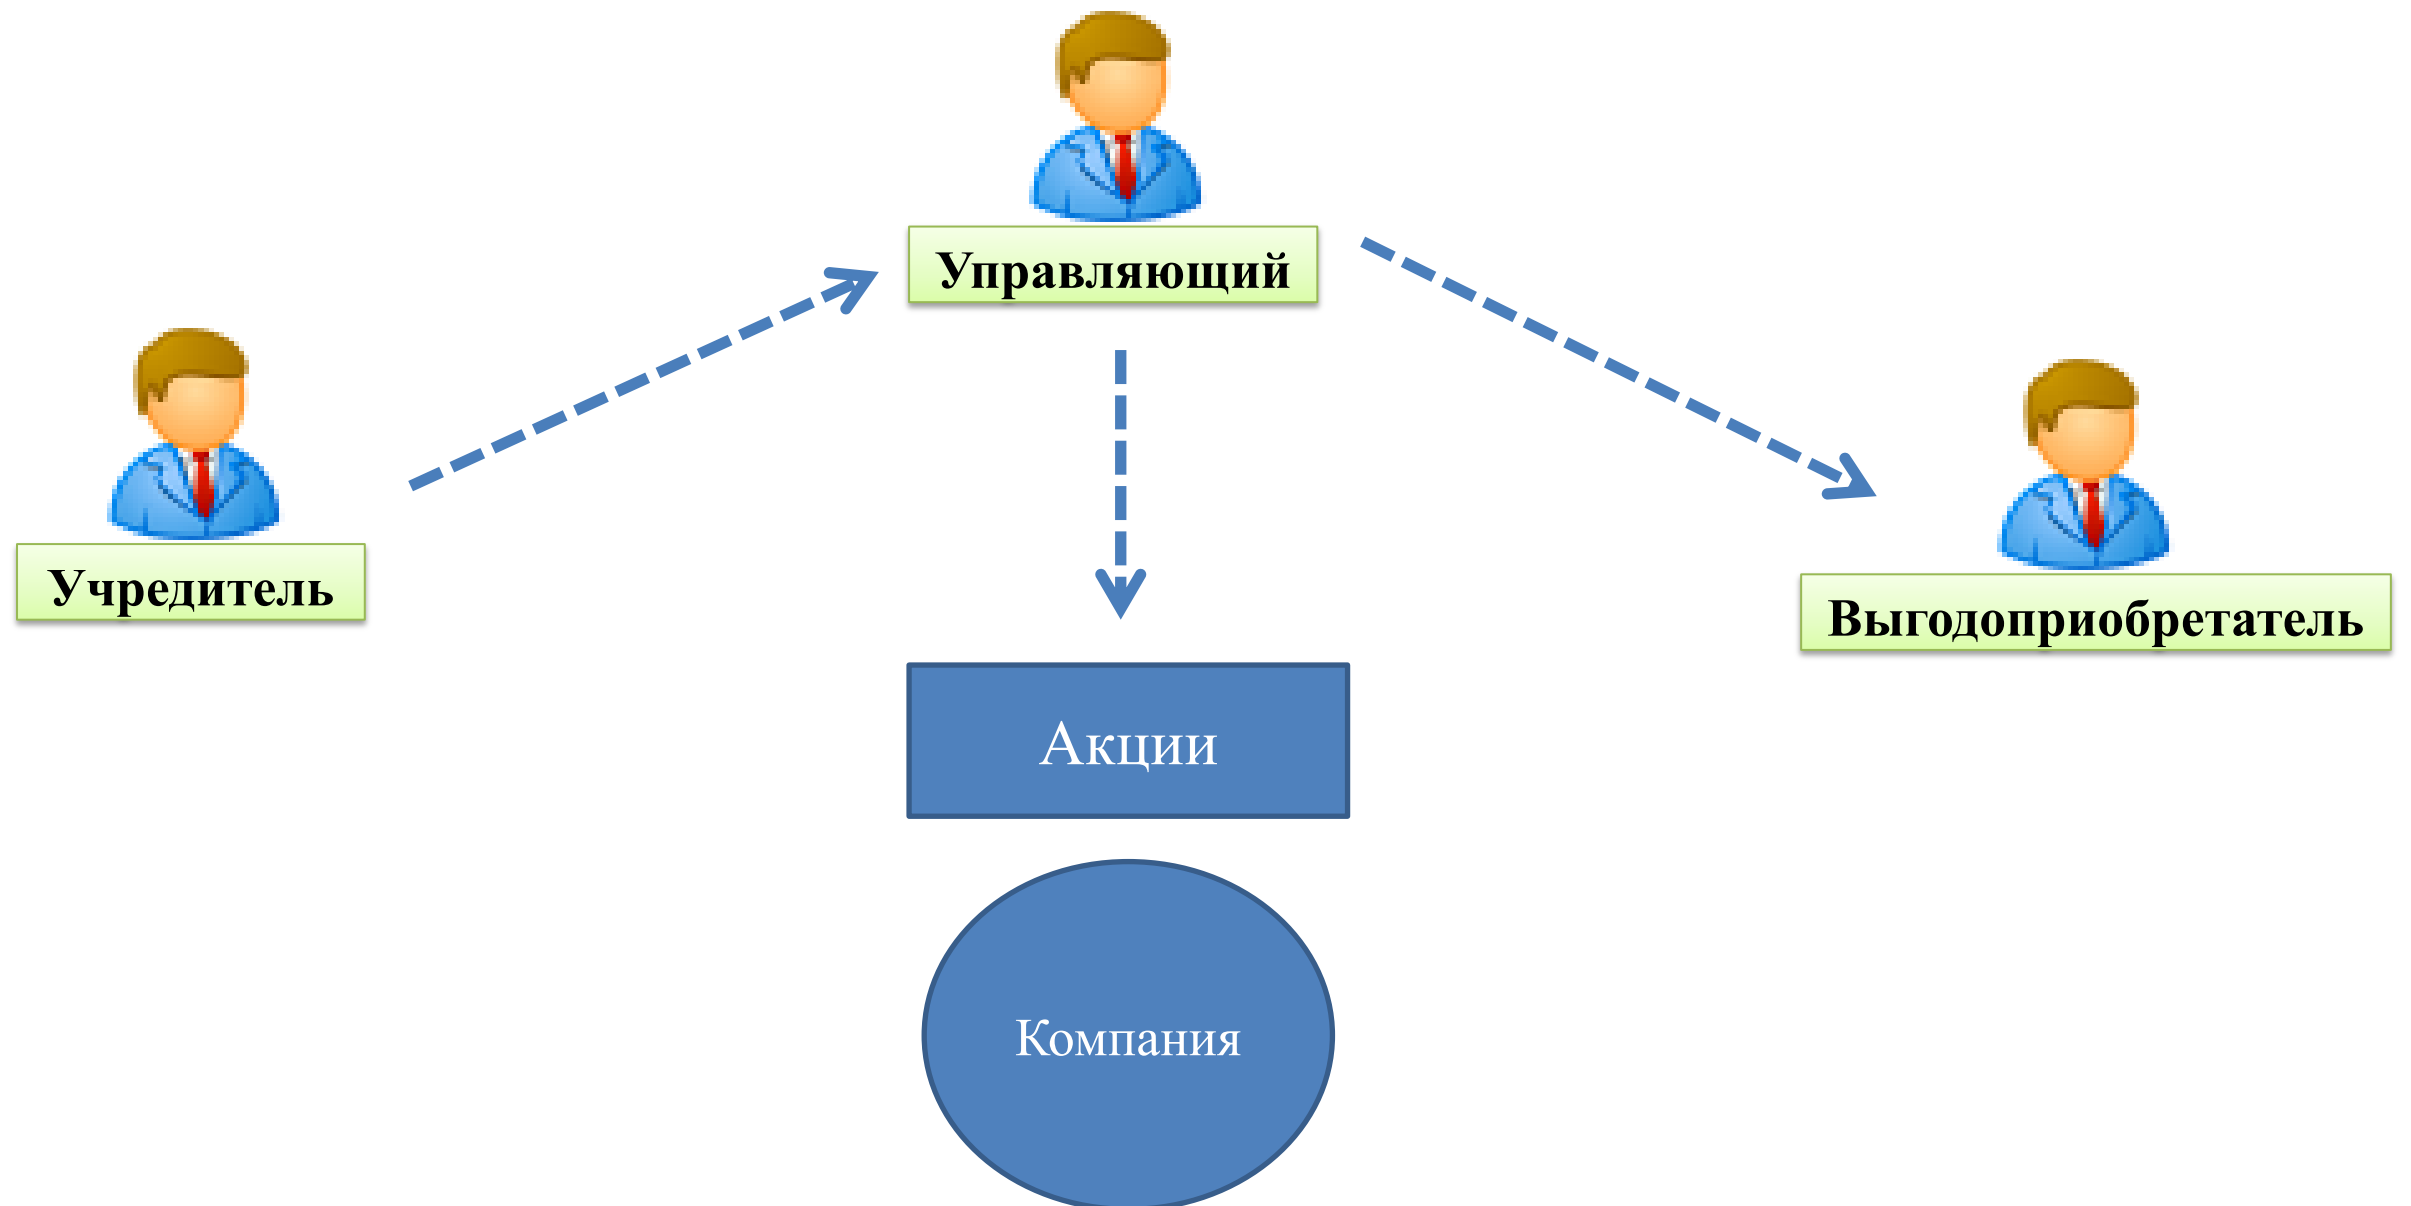 Управляющий
Учредитель
Выгодоприобретатель
Акции
Компания